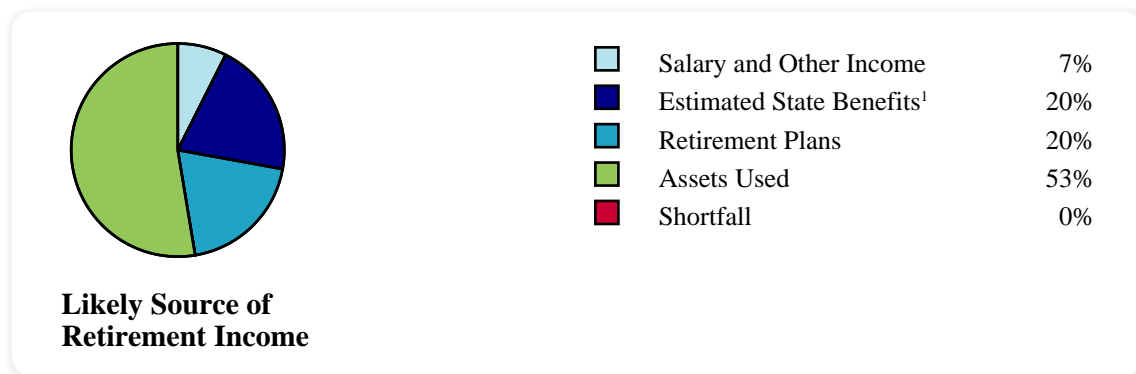 Salary and Other Income 7%
Estimated State Benefits¹ 20%
Retirement Plans 20%
Assets Used 53%
Shortfall 0%
Likely Source of
Retirement Income